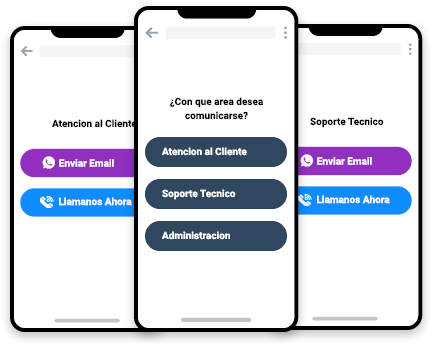 Atencion al Cliente
Enviar Email
Llamanos Ahora
¿Con que area desea
comunicarse?
Atencion al Cliente
Soporte Tecnico
Administracion
Soporte Tecnico
Enviar Email
Llamanos Ahora